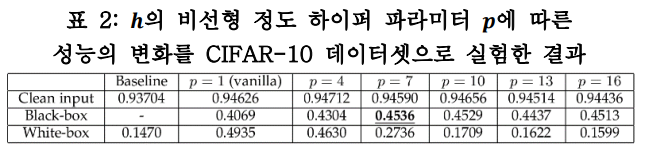 표 2: h의 비선형 정도 하이퍼 파라미터 p에 따른
성능의 변화를 CIFAR-10 데이터셋으로 실험한 결과
Baseline p = 1 (vanilla) p = 4 p = 7 p = 10 p = 13 p = 16
Clean input 0.93704 0.94626 0.94712 0.94590 0.94656 0.94514 0.94436
Black-box - 0.4069 0.4304 0.4536 0.4529 0.4437 0.4513
White-box 0.1470 0.4935 0.4630 0.2736 0.1709 0.1622 0.1599